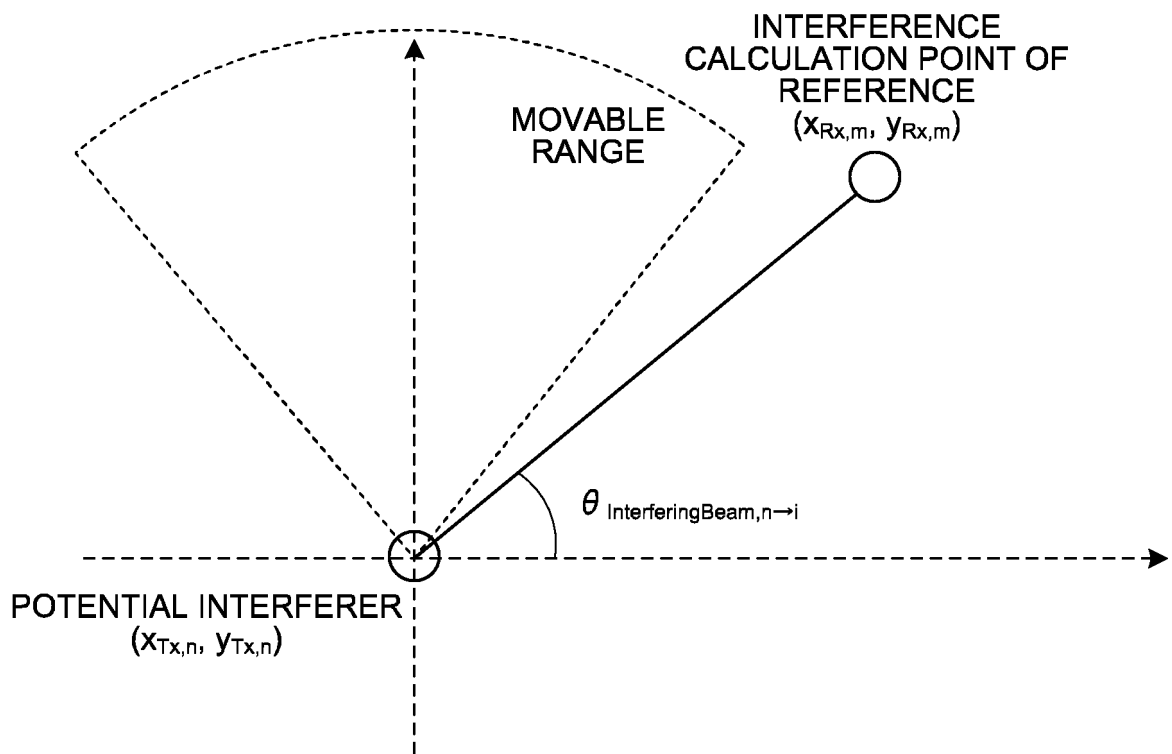 INTERFERENCE
CALCULATION POINT OF
REFERENCE
(xRx,m, yRx,m)
MOVABLE
RANGE
θ InterferingBeam,n→i
POTENTIAL INTERFERER
(xTx,n, yTx,n)